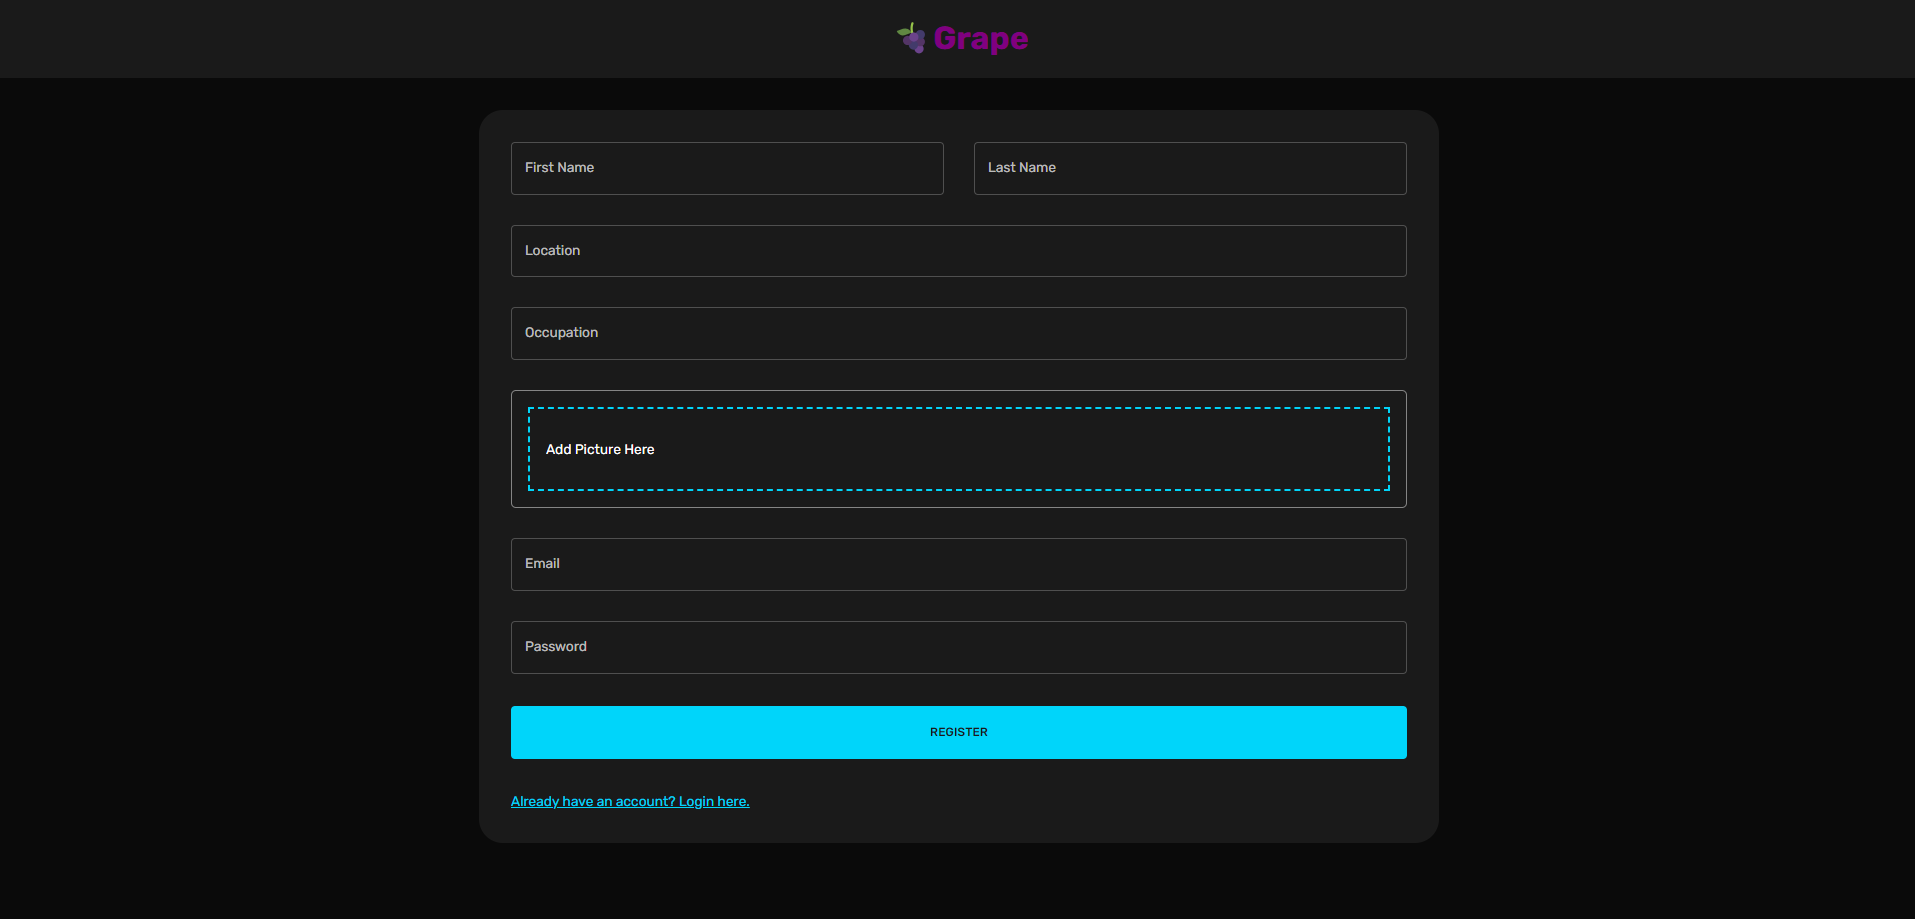 Grape
First Name
Last Name
Location
Occupation
Add Picture Here
Email
Password
REGISTER
Already have an account? Login here.